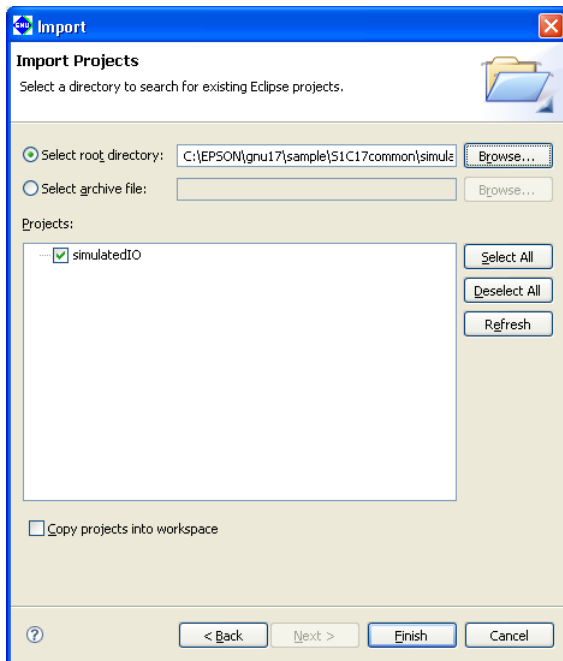 GNU Import
Import Projects
Select a directory to search for existing Eclipse projects.
Select root directory: C:\EPSON\gnu17\sample\S1C17common\simula Browse...
Select archive file: Browse...
Projects:
simulatedIO
Select All
Deselect All
Refresh
Copy projects into workspace
? < Back Next > Finish Cancel